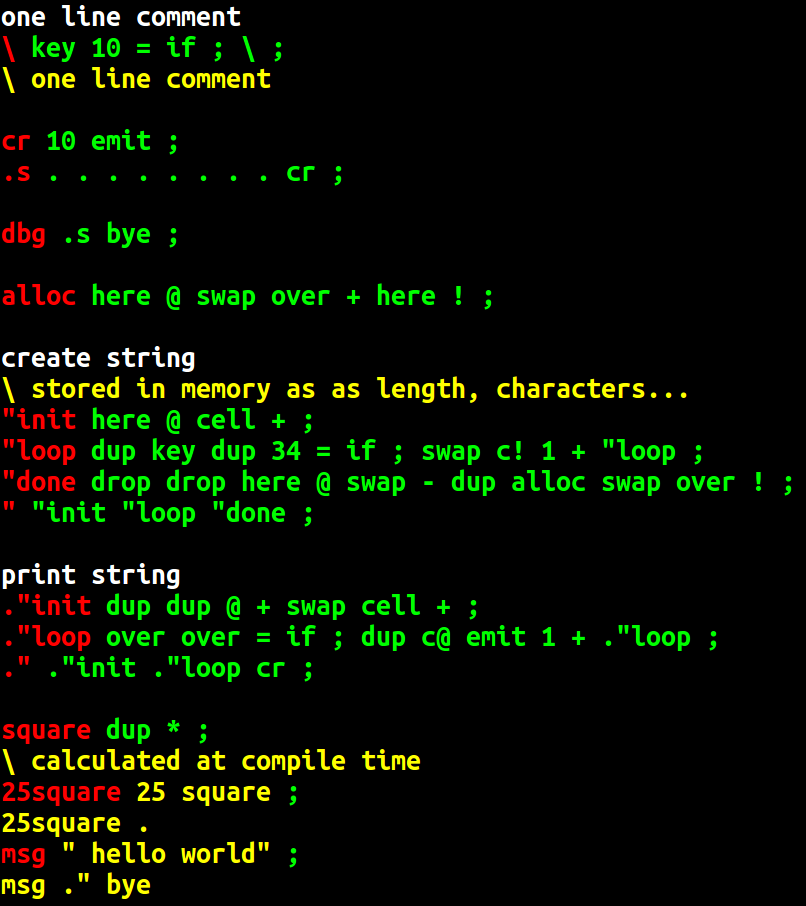 one line comment
\ key 10 = if ; \ ;
\ one line comment
cr 10 emit ;
.s . . . . . . . . cr ;
dbg .s bye ;
alloc here @ swap over + here ! ;
create string
\ stored in memory as as length, characters...
"init here @ cell + ;
"loop dup key dup 34 = if ; swap c! 1 + "loop ;
"done drop drop here @ swap - dup alloc swap over ! ;
" "init "loop "done ;
print string
."init dup dup @ + swap cell + ;
."loop over over = if ; dup c@ emit 1 + ."loop ;
." ."init ."loop cr ;
square dup * ;
\ calculated at compile time
25square 25 square ;
25square .
msg " hello world" ;
msg ." bye